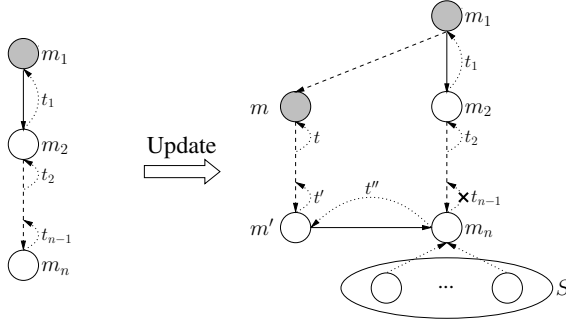 m₁
t₁
m₂
t₂
tₙ₋₁
mₙ
Update
m₁
t₁
m
m₂
t
t₂
t′
t″
tₙ₋₁
m′
mₙ
...
S